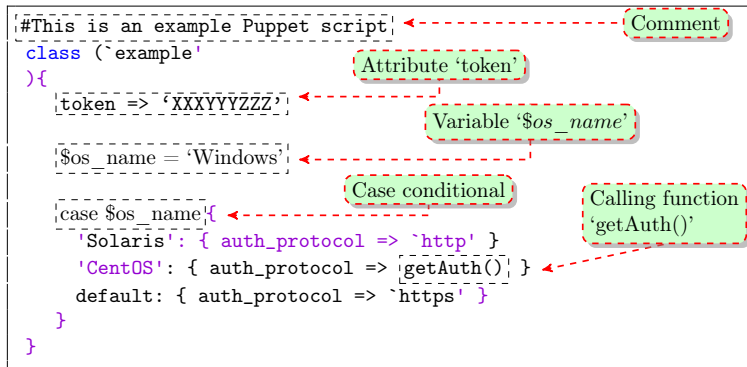 #This is an example Puppet script
Comment
class (`example'
){
Attribute ‘token’
token => ‘XXXYYYZZZ’
Variable ‘$os_name’
$os_name = ‘Windows’
Case conditional
case $os_name{
Calling function
‘getAuth()’
'Solaris': { auth_protocol => `http' }
'CentOS': { auth_protocol => getAuth() }
default: { auth_protocol => `https' }
}
}